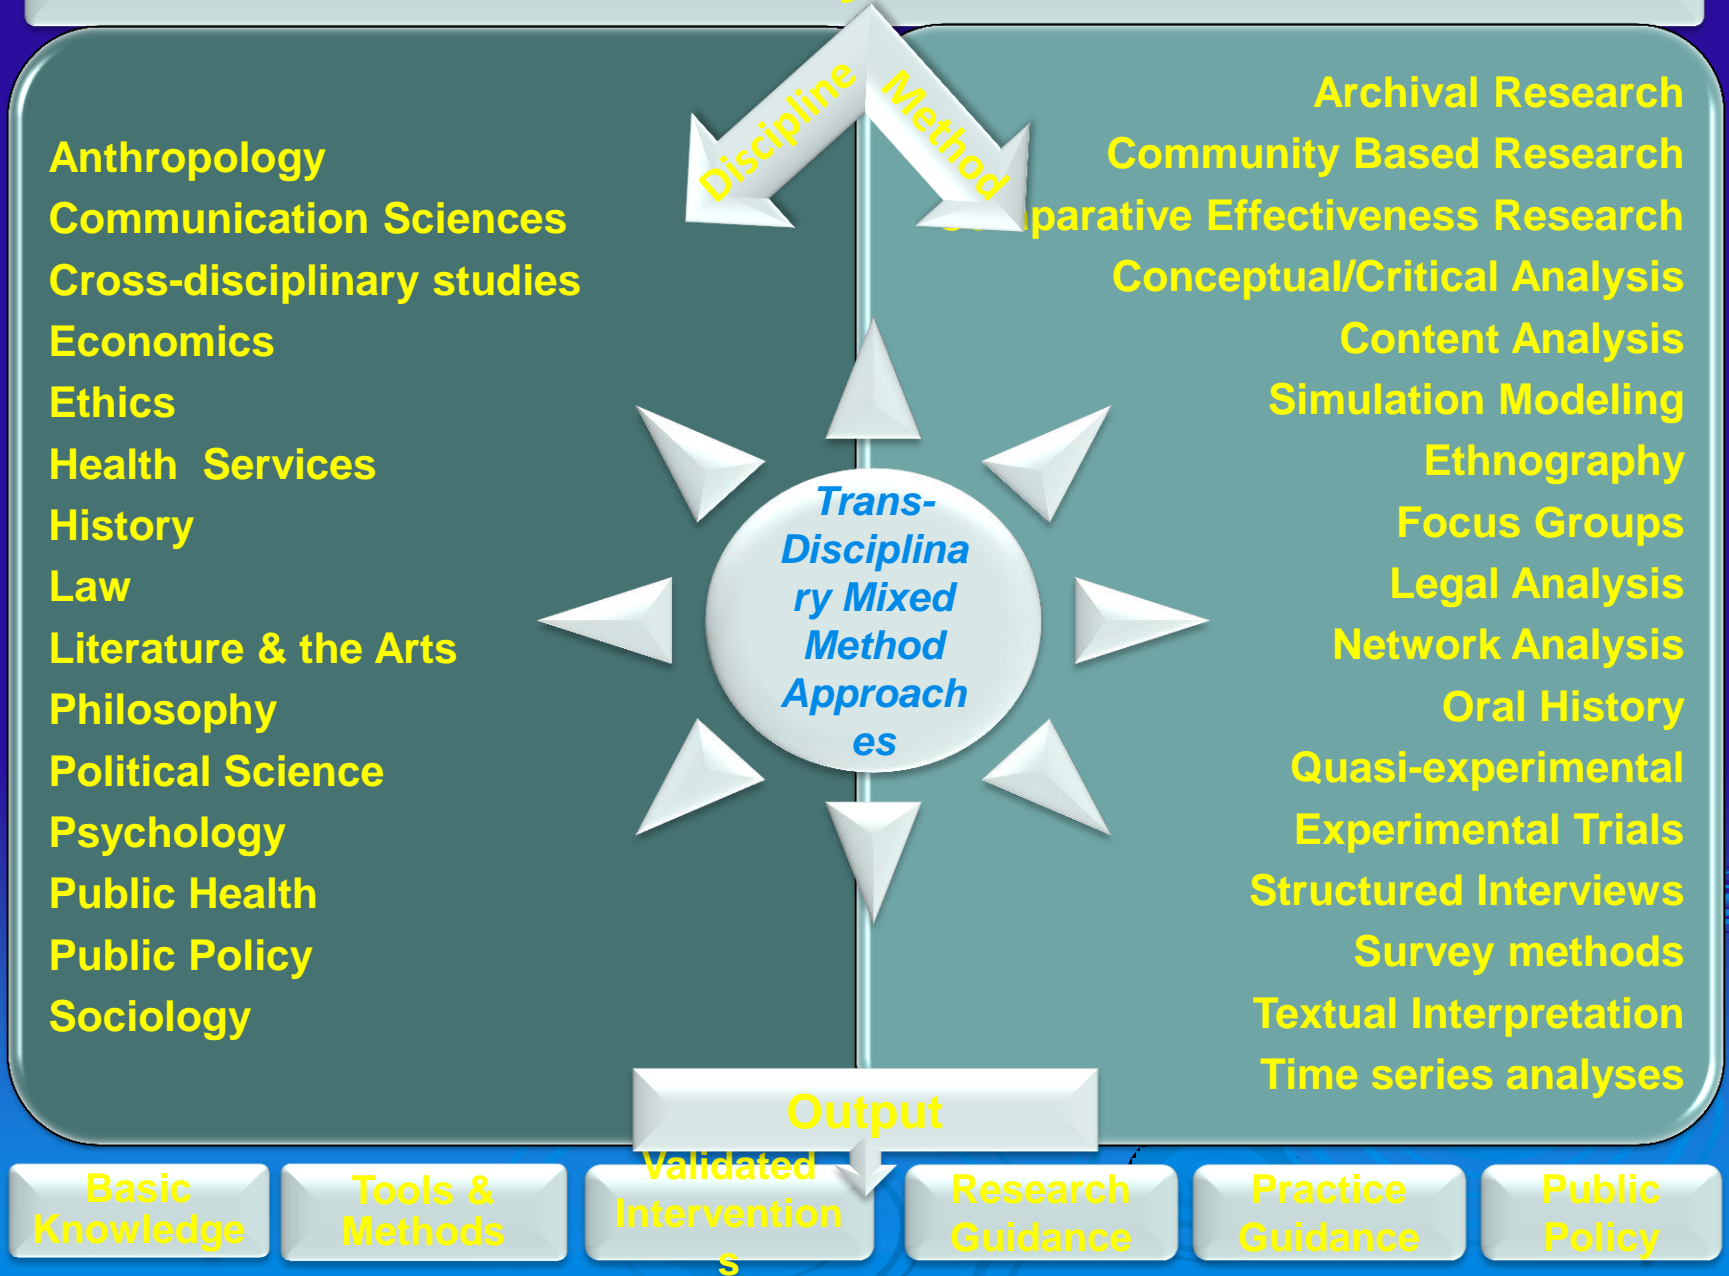 Discipline
Method
Anthropology
Communication Sciences
Cross-disciplinary studies
Economics
Ethics
Health  Services
History
Law
Literature & the Arts
Philosophy
Political Science
Psychology
Public Health
Public Policy
Sociology
Archival Research
Community Based Research
parative Effectiveness Research
Conceptual/Critical Analysis
Content Analysis
Simulation Modeling
Ethnography
Focus Groups
Legal Analysis
Network Analysis
Oral History
Quasi-experimental
Experimental Trials
Structured Interviews
Survey methods
Textual Interpretation
Time series analyses
Trans-
Disciplina
ry Mixed
Method
Approach
es
Output
Basic
Knowledge
Tools &
Methods
Validated
Intervention
s
Research
Guidance
Practice
Guidance
Public
Policy